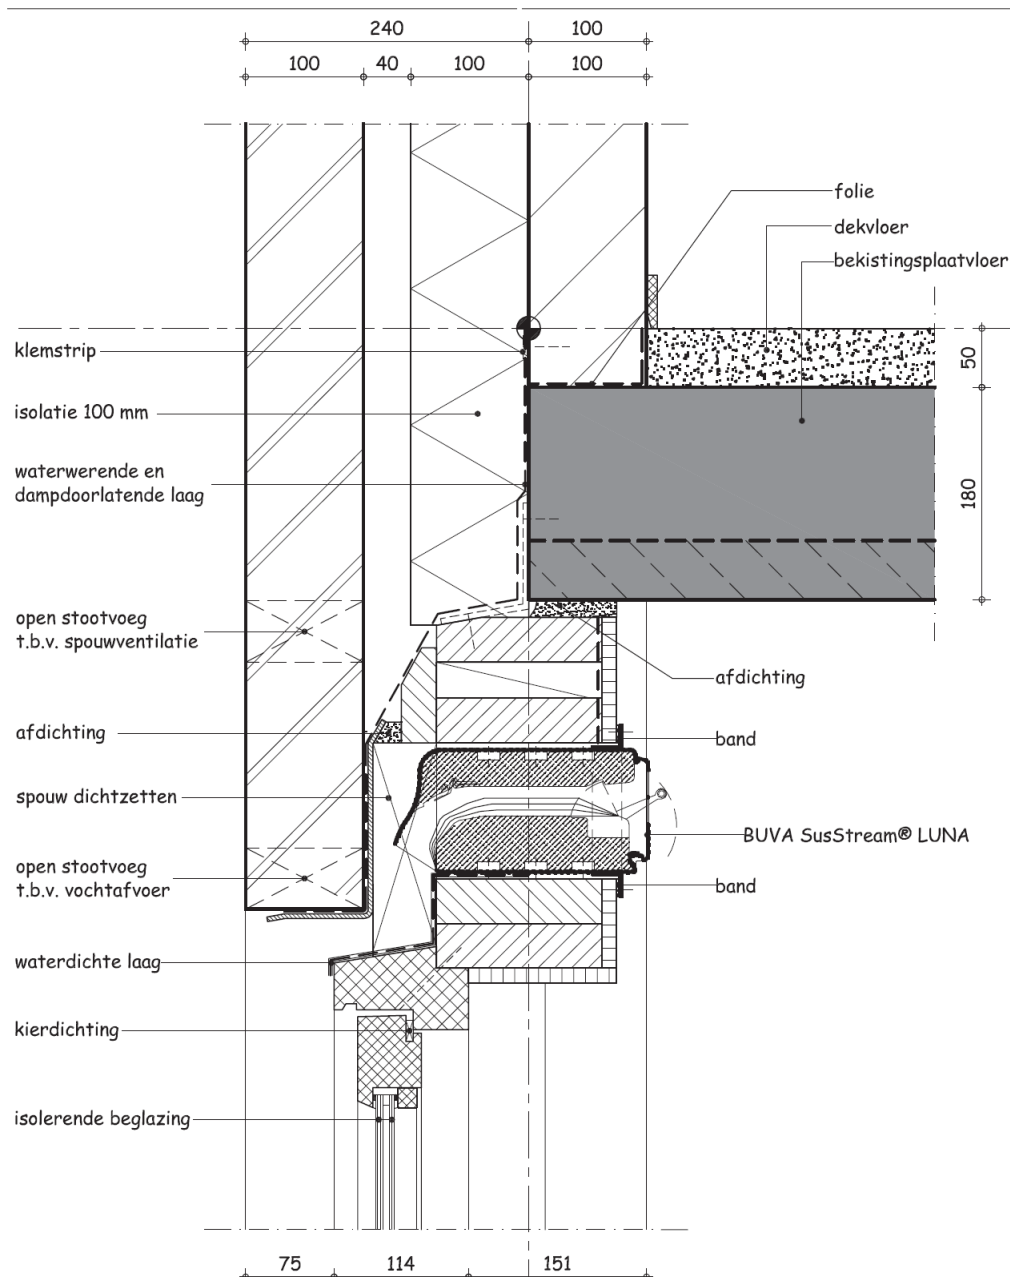 240 100
100 40 100 100
folie
dekvloer
bekistingsplaatvloer
klemstrip
50
isolatie 100 mm
waterwerende en
dampdoorlatende laag
180
open stootvoeg
t.b.v. spouwventilatie
afdichting
afdichting
band
spouw dichtzetten
BUVA SusStream® LUNA
open stootvoeg
t.b.v. vochtafvoer
band
waterdichte laag
kierdichting
isolerende beglazing
75 114 151